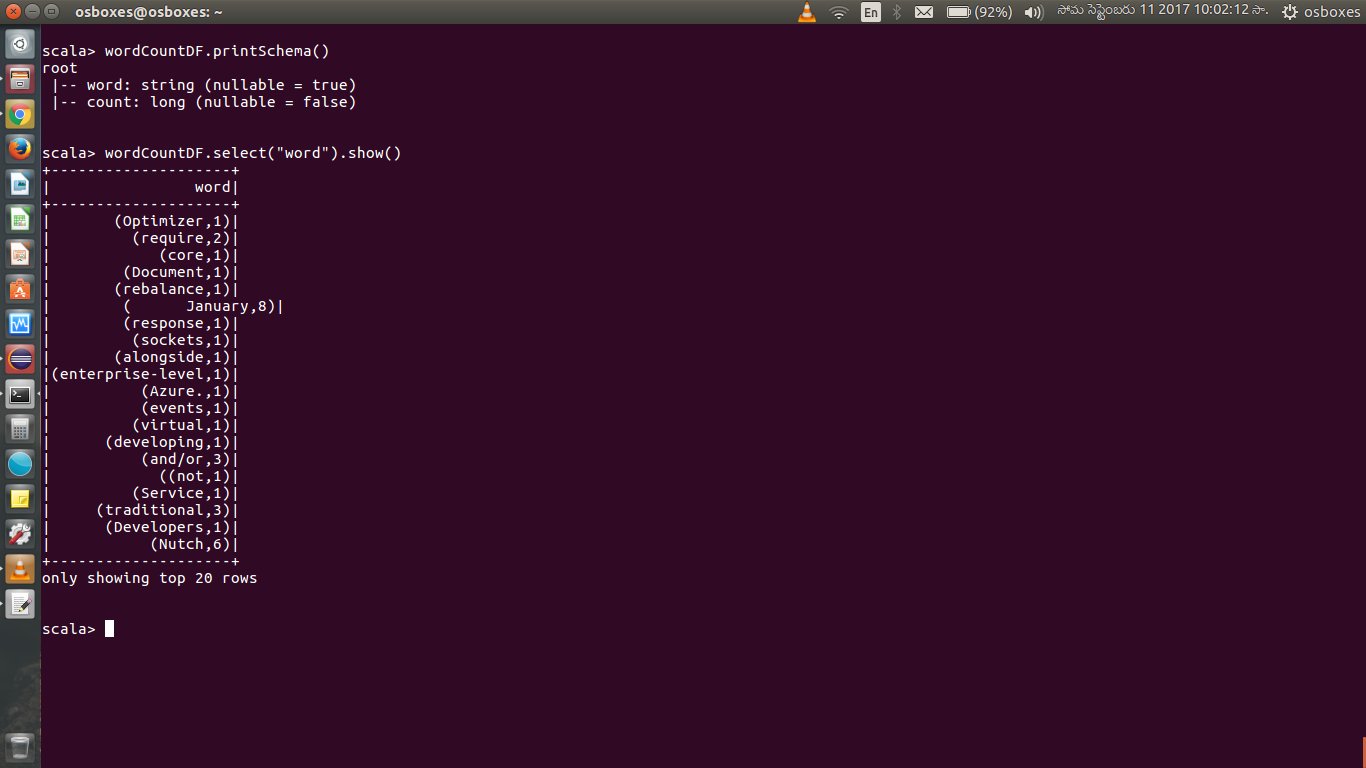 osboxes@osboxes: ~
En
(92%)
సోమ సెప్టెంబరు 11 2017 10:02:12 సా.
osboxes
scala> wordCountDF.printSchema()
root
 |-- word: string (nullable = true)
 |-- count: long (nullable = false)
scala> wordCountDF.select("word").show()
+--------------------+
|                word|
+--------------------+
|       (Optimizer,1)|
|         (require,2)|
|            (core,1)|
|        (Document,1)|
|       (rebalance,1)|
|        (      January,8)|
|        (response,1)|
|         (sockets,1)|
|       (alongside,1)|
|(enterprise-level,1)|
|          (Azure.,1)|
|          (events,1)|
|         (virtual,1)|
|      (developing,1)|
|          (and/or,3)|
|            ((not,1)|
|         (Service,1)|
|     (traditional,3)|
|      (Developers,1)|
|           (Nutch,6)|
+--------------------+
only showing top 20 rows
scala>